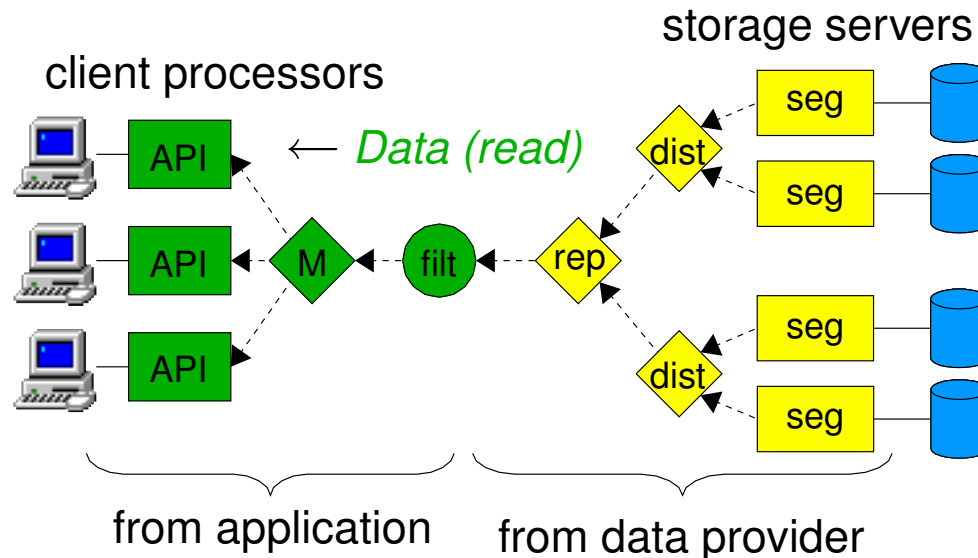 storage servers
client processors
seg
API
← Data (read)
dist
seg
API
M
filt
rep
seg
API
dist
seg
from application
from data provider